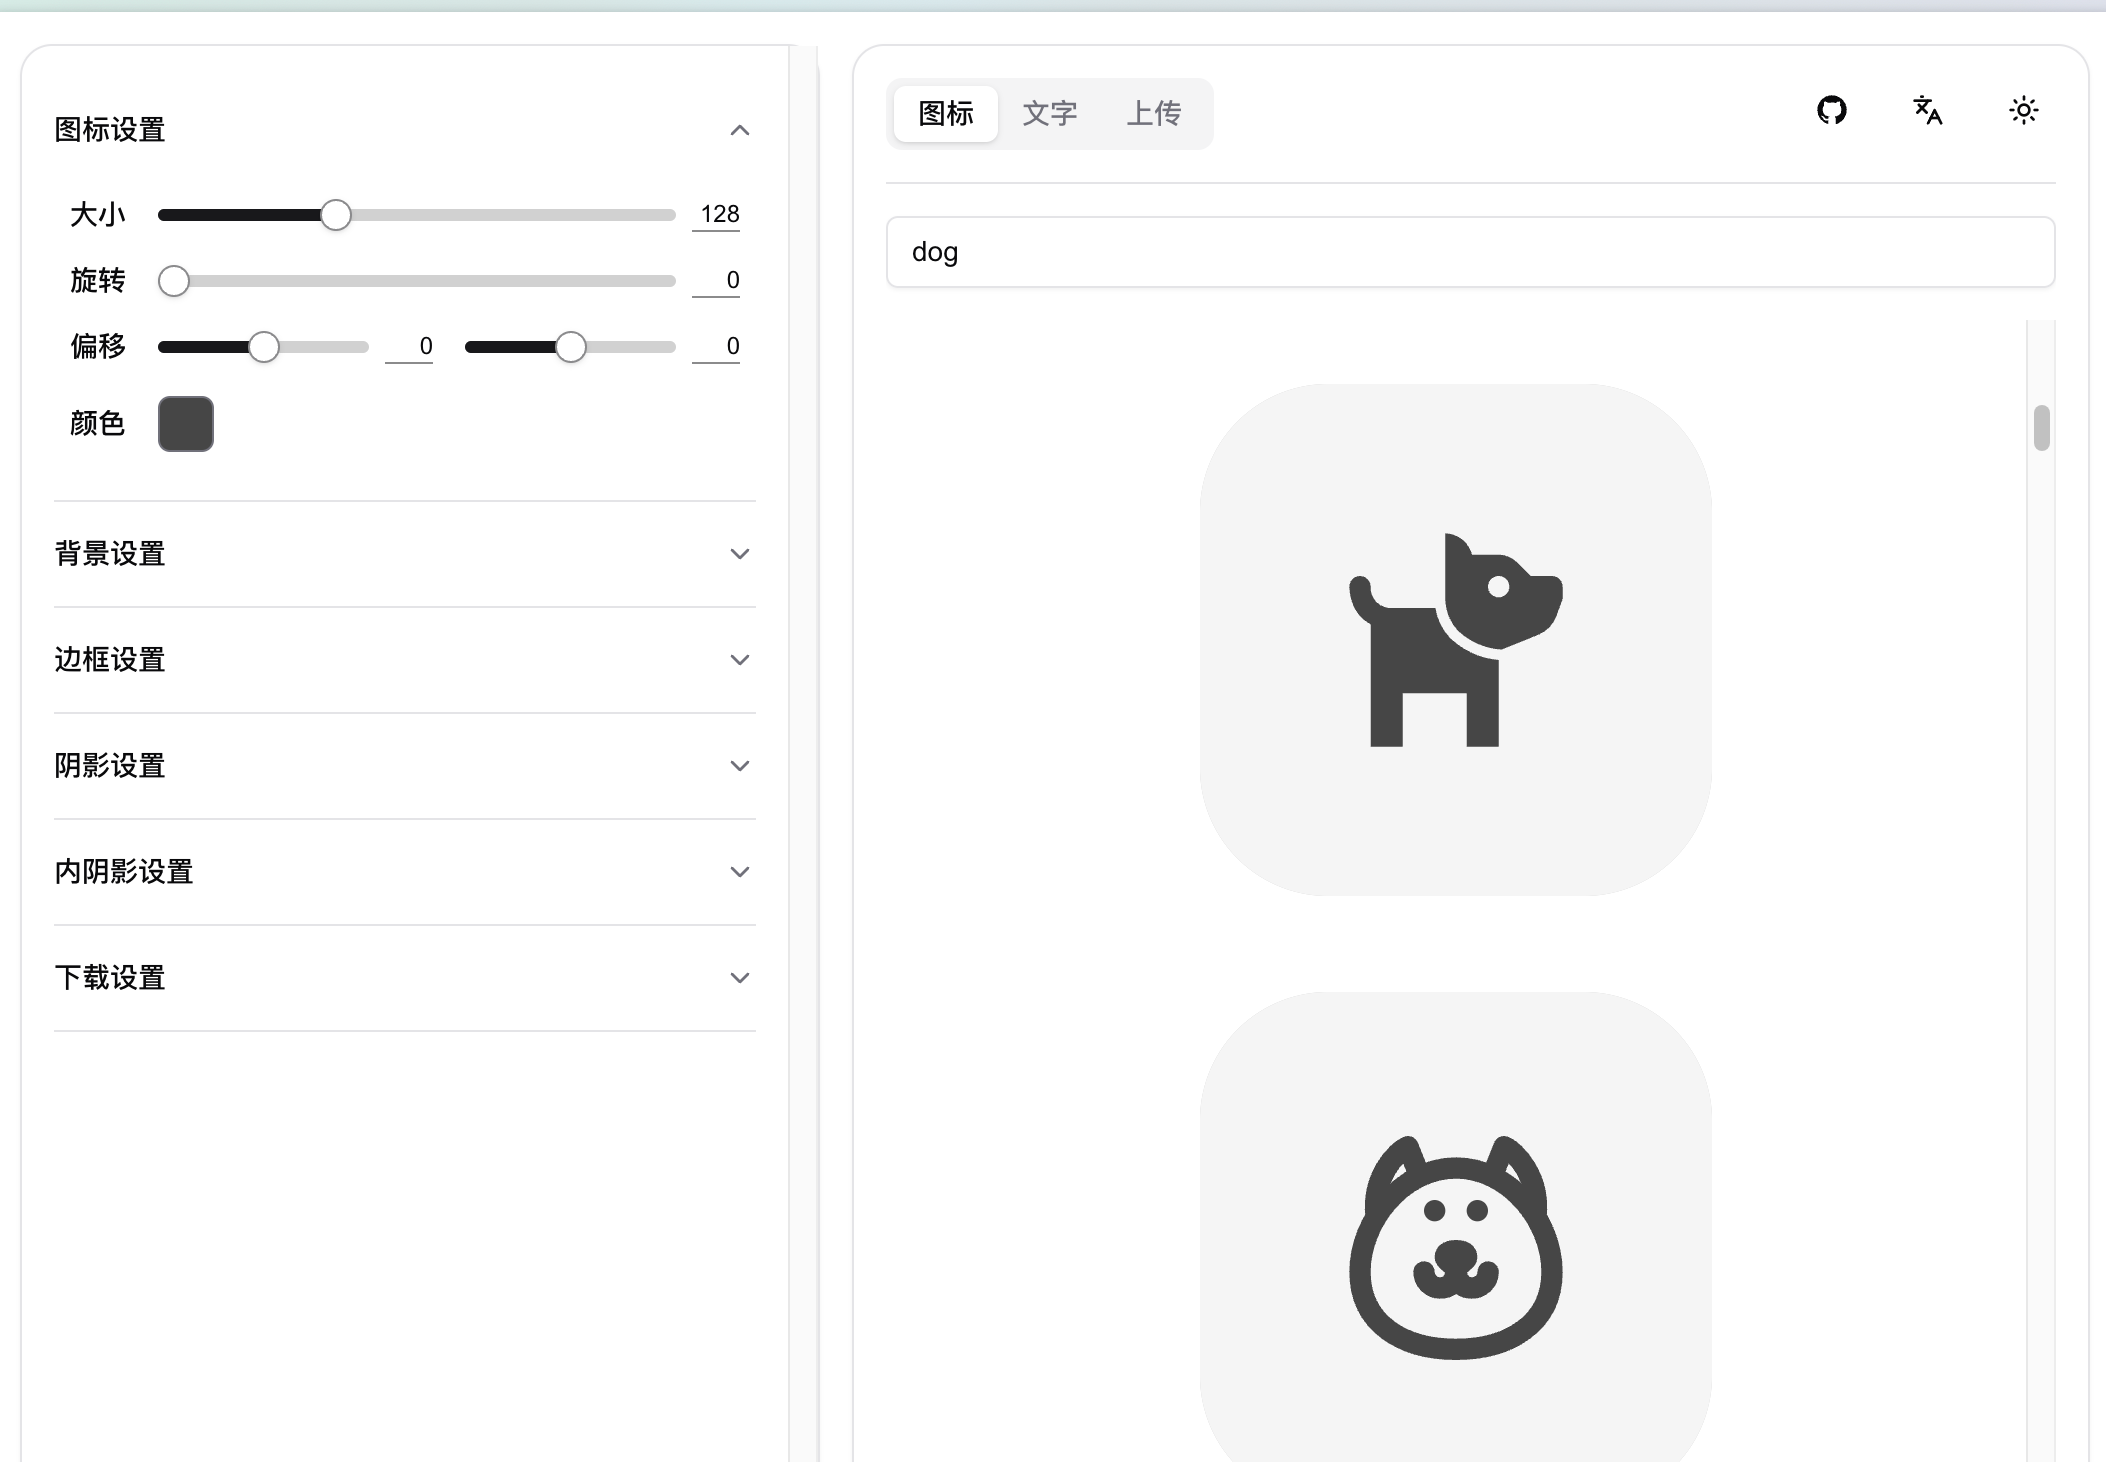 图标设置
大小 128
旋转 0
偏移 0 0
颜色
背景设置
边框设置
阴影设置
内阴影设置
下载设置
图标 文字 上传
dog